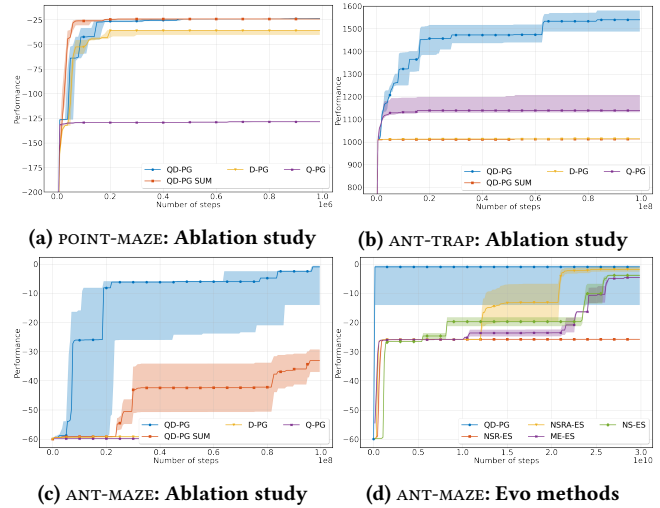 −25
−50
−75
−100
−125
−150
−175
−200
Performance
0.0 0.2 0.4 0.6 0.8 1.0
1e6
Number of steps
QD-PG D-PG Q-PG
QD-PG SUM
(a) POINT-MAZE: Ablation study
1600
1500
1400
1300
1200
1100
1000
900
800
Performance
0.0 0.2 0.4 0.6 0.8 1.0
1e8
Number of steps
QD-PG D-PG Q-PG
QD-PG SUM
(b) ANT-TRAP: Ablation study
0
−10
−20
−30
−40
−50
−60
Performance
0.0 0.2 0.4 0.6 0.8 1.0
1e8
Number of steps
QD-PG D-PG Q-PG
QD-PG SUM
(c) ANT-MAZE: Ablation study
0
−10
−20
−30
−40
−50
−60
Performance
0.0 0.5 1.0 1.5 2.0 2.5 3.0
1e10
Number of steps
QD-PG NSRA-ES NS-ES
NSR-ES ME-ES
(d) ANT-MAZE: Evo methods